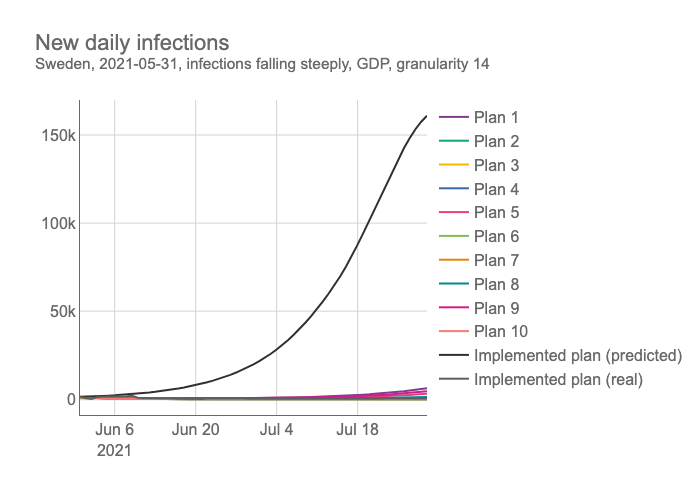 New daily infections
Sweden, 2021-05-31, infections falling steeply, GDP, granularity 14
150k
100k
50k
0
Jun 6
2021
Jun 20
Jul 4
Jul 18
Plan 1
Plan 2
Plan 3
Plan 4
Plan 5
Plan 6
Plan 7
Plan 8
Plan 9
Plan 10
Implemented plan (predicted)
Implemented plan (real)